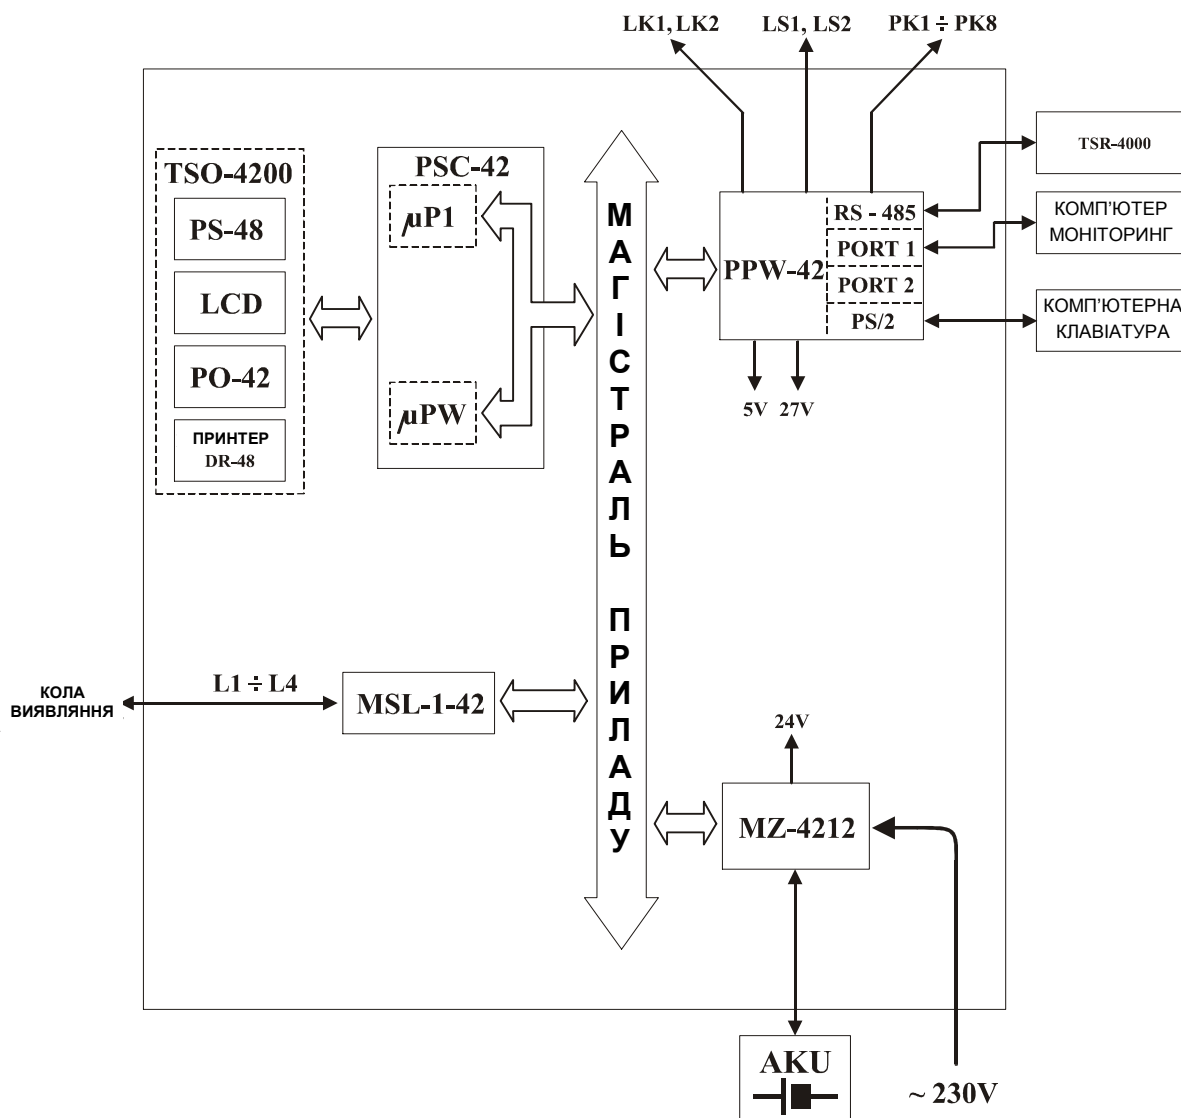 LK1, LK2
LS1, LS2
PK1 ÷ PK8
TSO-4200
PS-48
LCD
PO-42
ПРИНТЕР
DR-48
PSC-42
µP1
µPW
МАГІСТРАЛЬ ПРИЛАДУ
PPW-42
RS - 485
PORT 1
PORT 2
PS/2
5V
27V
TSR-4000
КОМП'ЮТЕР
МОНІТОРИНГ
КОМП'ЮТЕРНА
КЛАВІАТУРА
КОЛА
ВИЯВЛЯННЯ
L1 ÷ L4
MSL-1-42
24V
MZ-4212
AKU
~ 230V